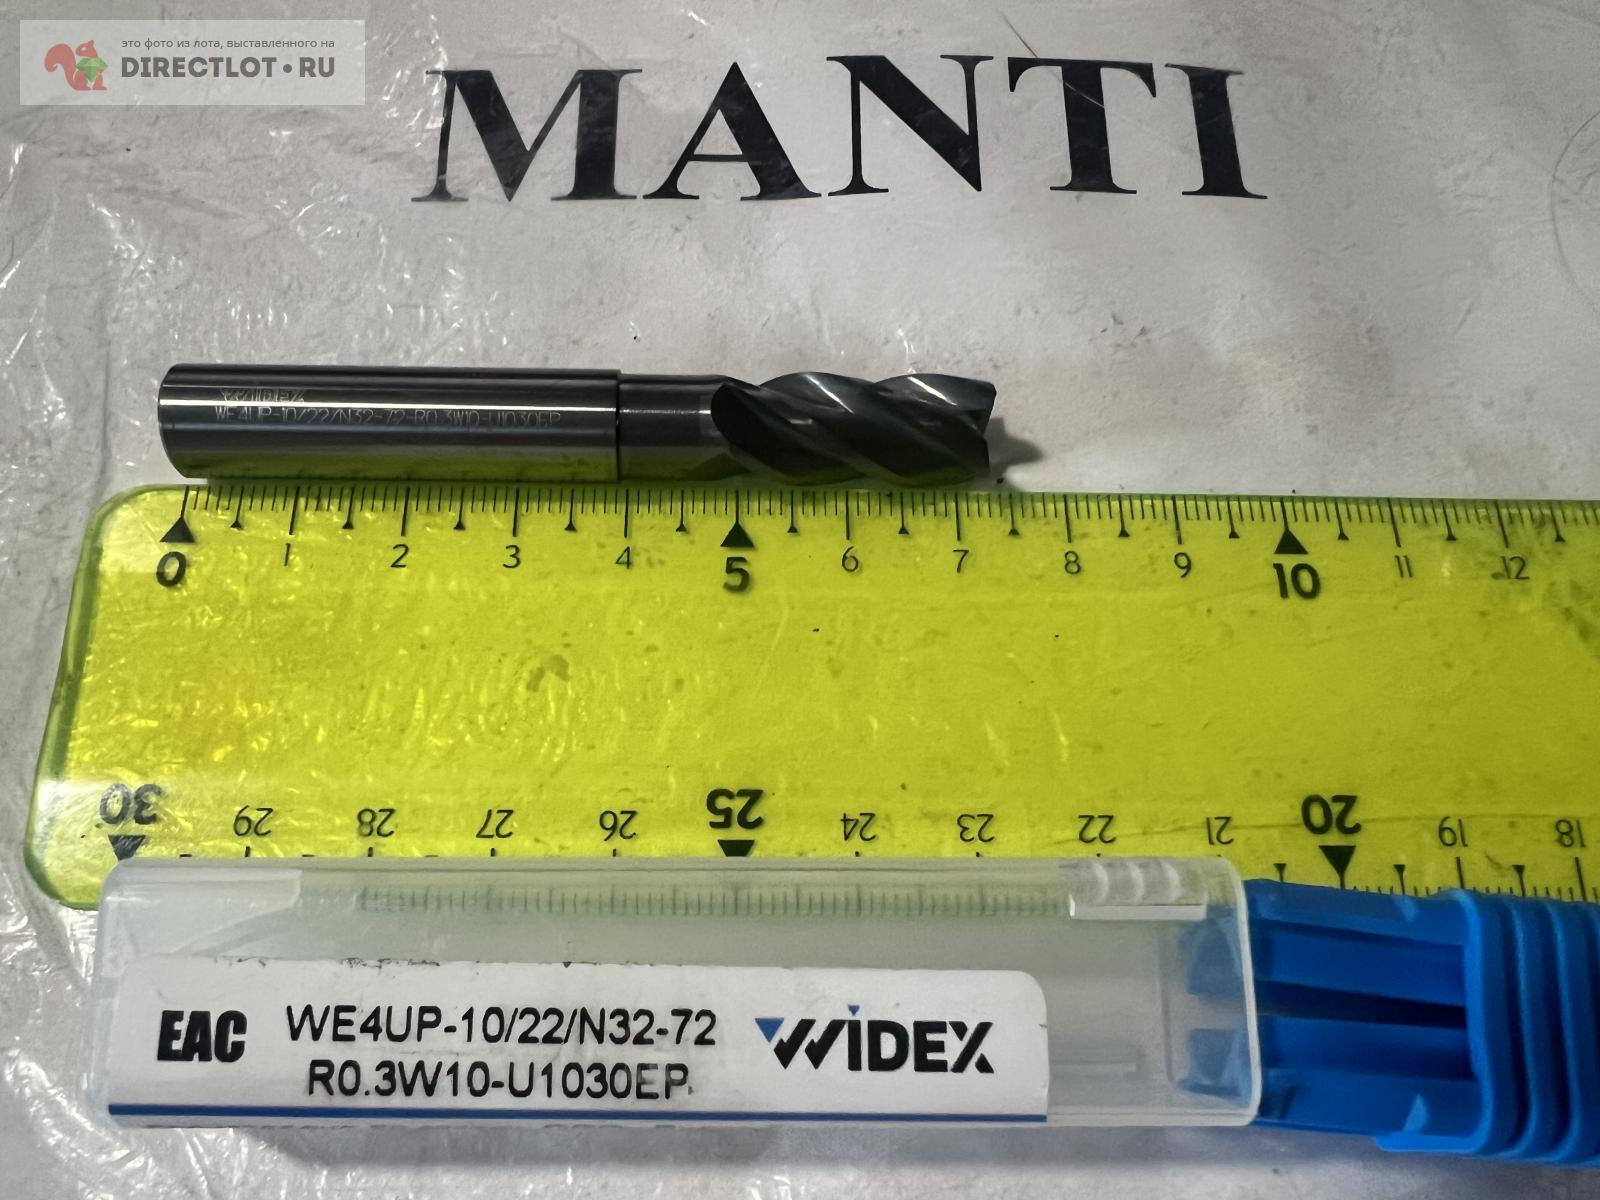 это фото из лота, выставленного на
DIRECTLOT•RU
MANTI
WIDEX
WE4UP-10/22/N32-72-R0.3W10-U1030EP
0 1 2 3 4 5 6 7 8 9 10 11 12
30 29 28 27 26 25 24 23 22 21 20 19 18
EAC WE4UP-10/22/N32-72 WIDEX
R0.3W10-U1030EP